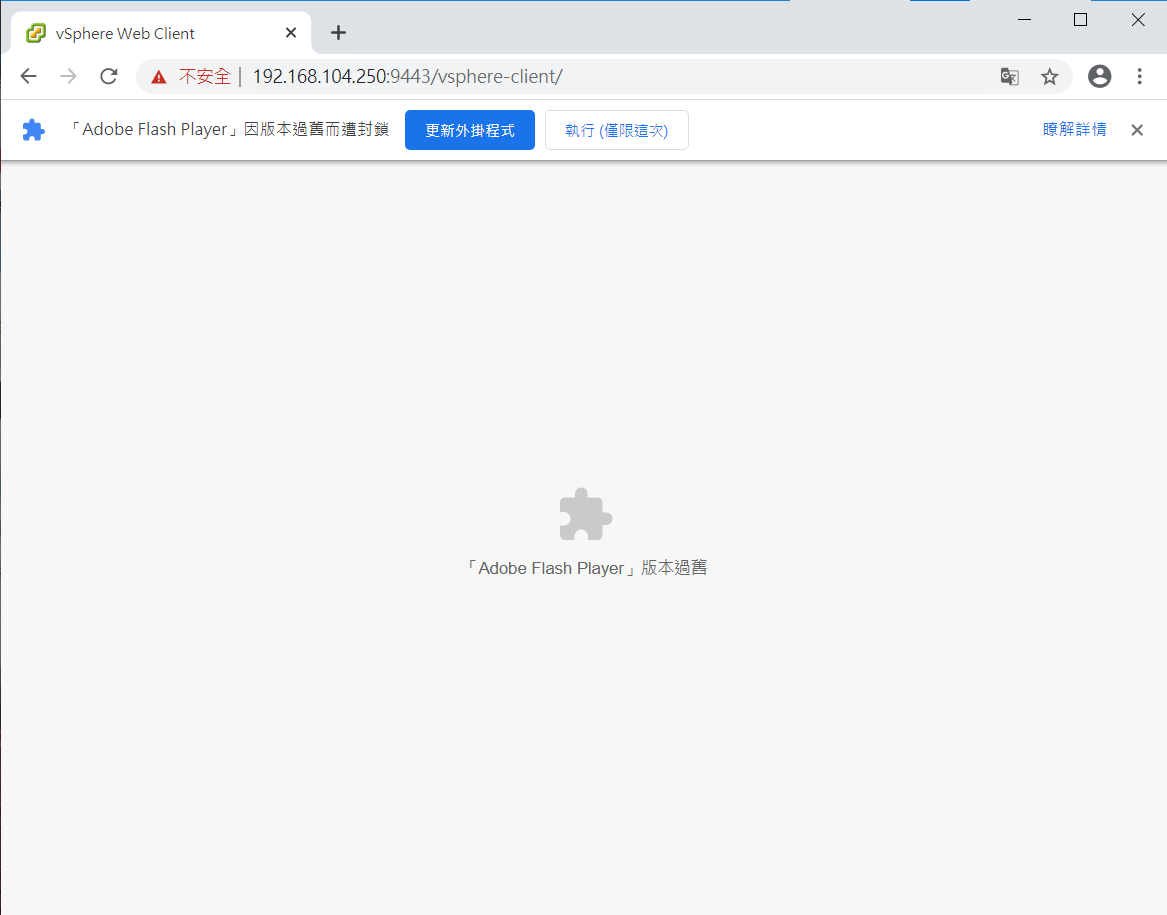 vSphere Web Client
不安全 | 192.168.104.250:9443/vsphere-client/
「Adobe Flash Player」因版本過舊而遭封鎖 更新外掛程式 執行 (僅限這次) 瞭解詳情
「Adobe Flash Player」版本過舊